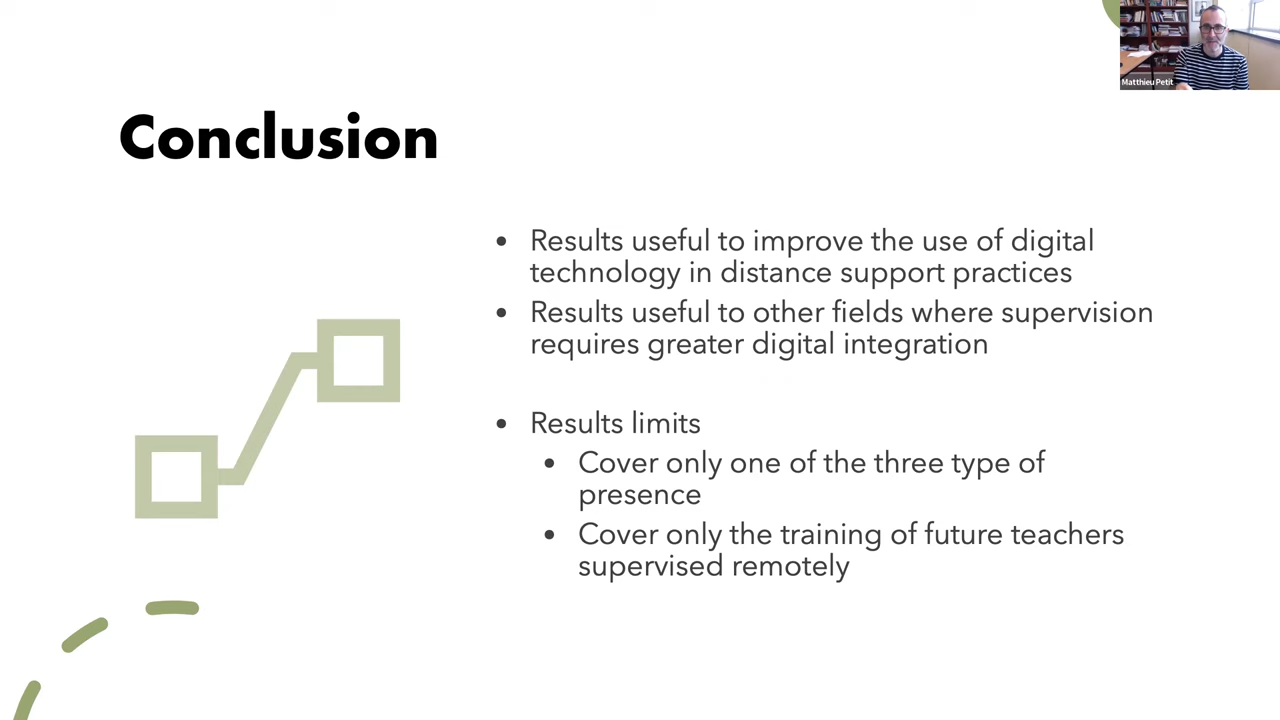 Matthieu Petit
Conclusion
• Results useful to improve the use of digital
technology in distance support practices
• Results useful to other fields where supervision
requires greater digital integration
• Results limits
• Cover only one of the three type of
presence
• Cover only the training of future teachers
supervised remotely